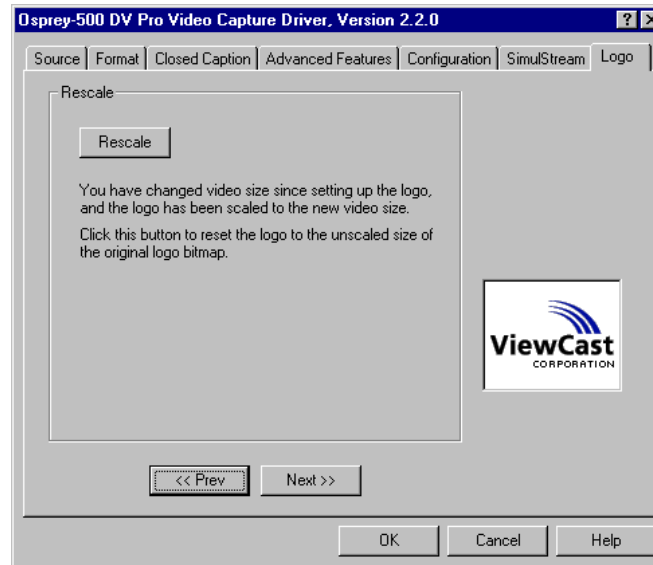 Osprey-500 DV Pro Video Capture Driver, Version 2.2.0
Source Format Closed Caption Advanced Features Configuration SimulStream Logo
Rescale
Rescale
You have changed video size since setting up the logo,
and the logo has been scaled to the new video size.
Click this button to reset the logo to the unscaled size of
the original logo bitmap.
ViewCast
CORPORATION
<< Prev Next >>
OK Cancel Help